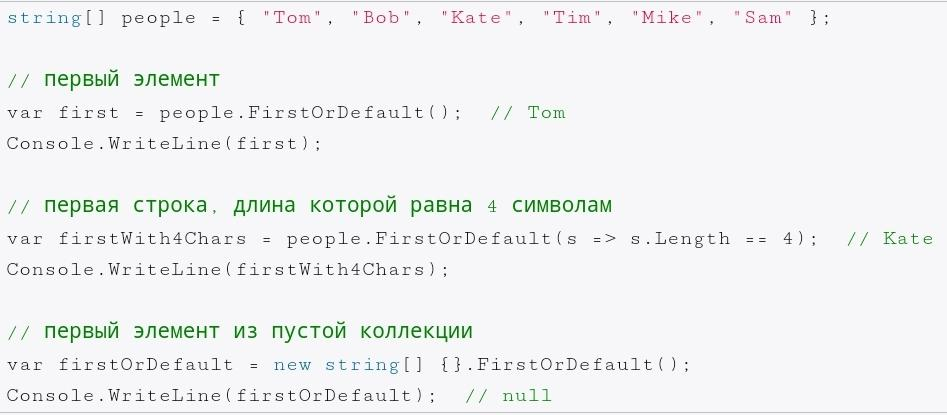 string[] people = { "Tom", "Bob", "Kate", "Tim", "Mike", "Sam" };
// первый элемент
var first = people.FirstOrDefault();  // Tom
Console.WriteLine(first);
// первая строка, длина которой равна 4 символам
var firstWith4Chars = people.FirstOrDefault(s => s.Length == 4);  // Kate
Console.WriteLine(firstWith4Chars);
// первый элемент из пустой коллекции
var firstOrDefault = new string[] {}.FirstOrDefault();
Console.WriteLine(firstOrDefault);  // null